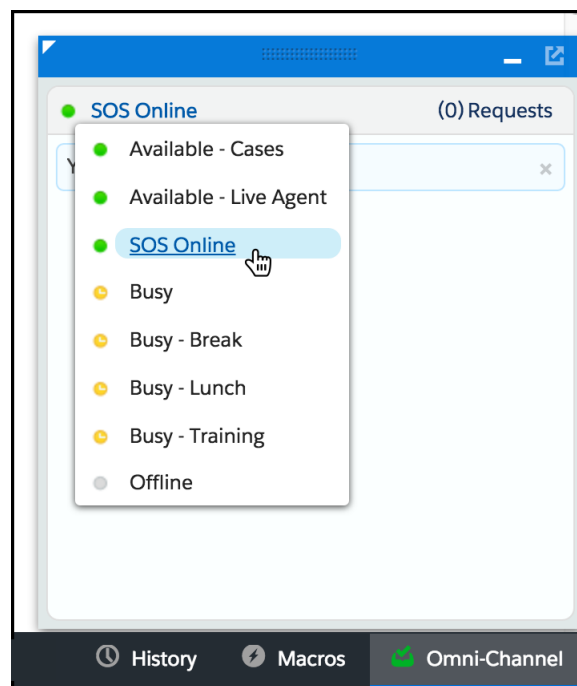 SOS Online (0) Requests
Available - Cases
Available - Live Agent
SOS Online
Busy
Busy - Break
Busy - Lunch
Busy - Training
Offline
History Macros Omni-Channel